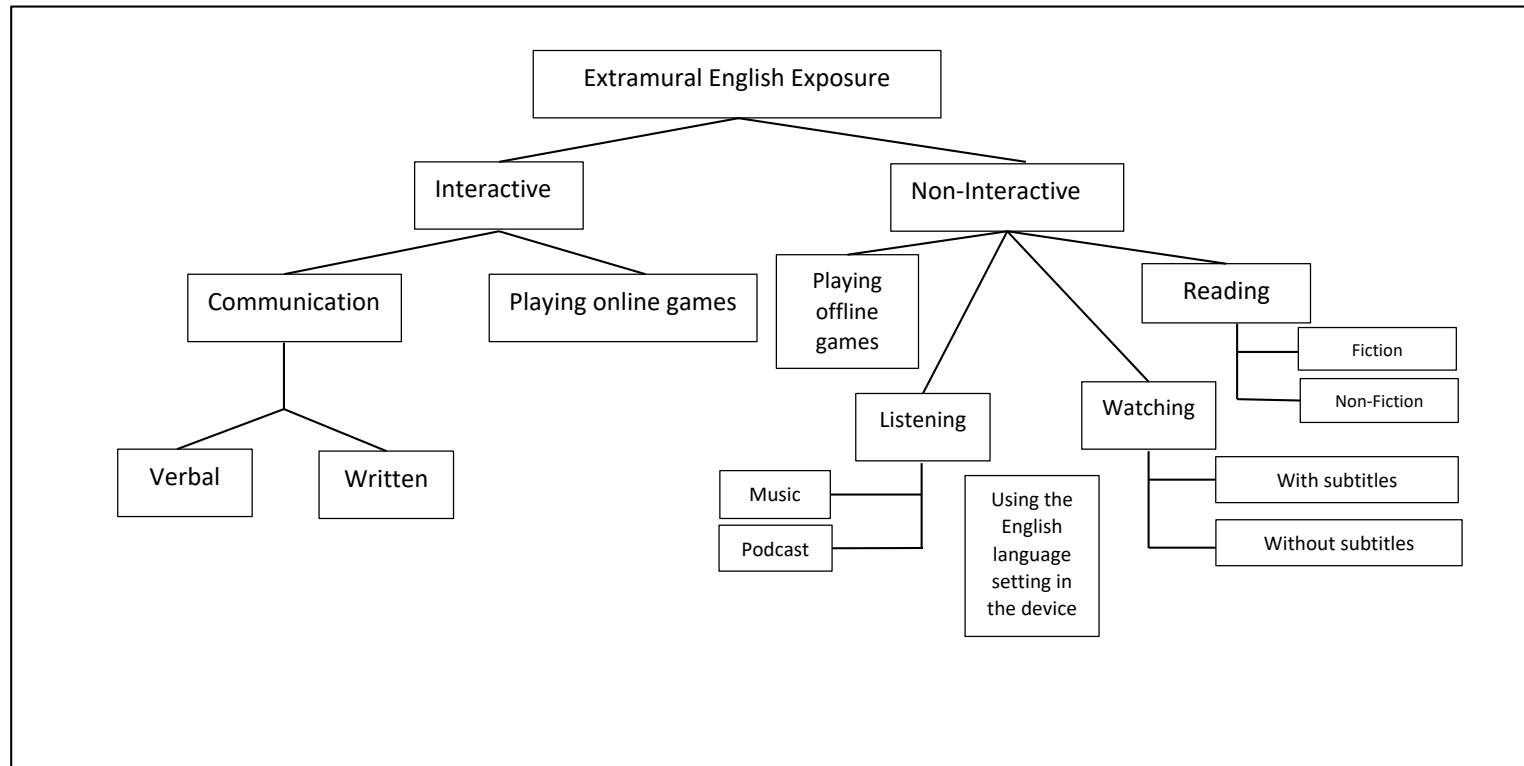 Extramural English Exposure
Interactive
Non-Interactive
Communication
Playing online games
Playing
offline
games
Reading
Fiction
Non-Fiction
Listening
Watching
Verbal
Written
Music
Podcast
Using the
English
language
setting in
the device
With subtitles
Without subtitles